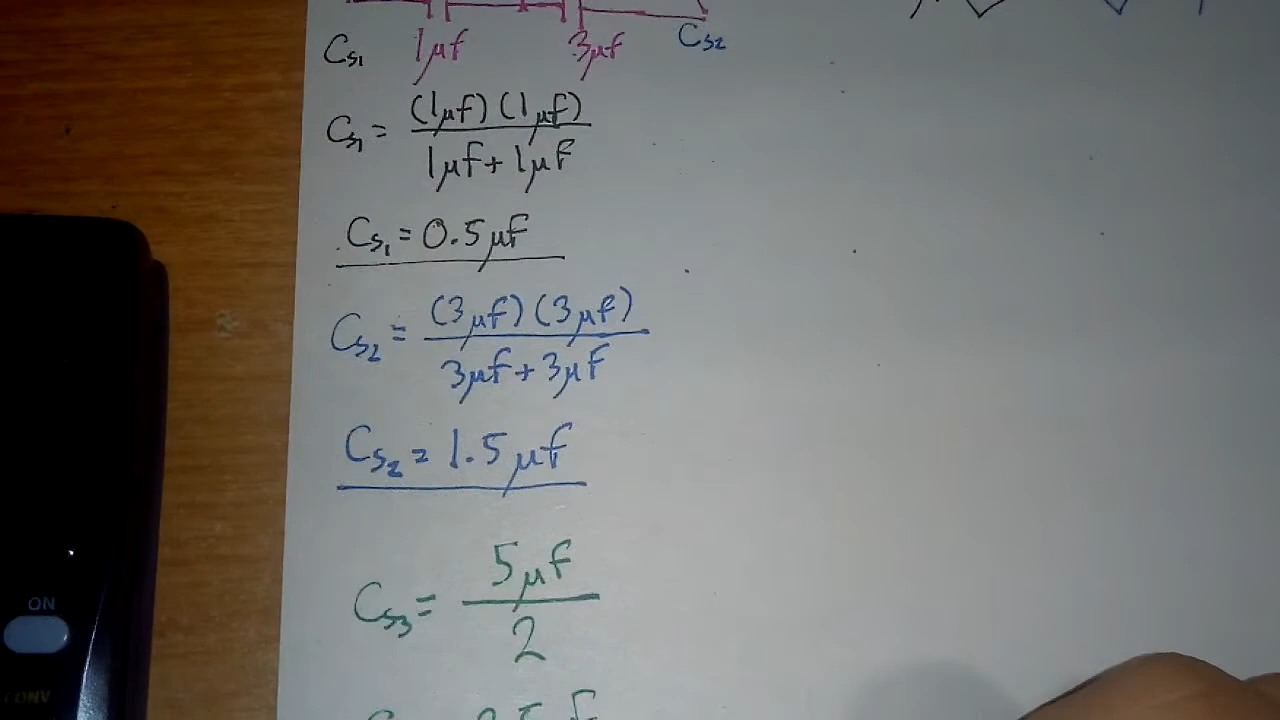 Cs1 1μf 3μf Cs2
Cs1 = (1μf)(1μf)
1μf + 1μF
Cs1 = 0.5μF
Cs2 = (3μf)(3μf)
3μf + 3μF
Cs2 = 1.5μf
Cs3 = 5μf
2
ON
CONV